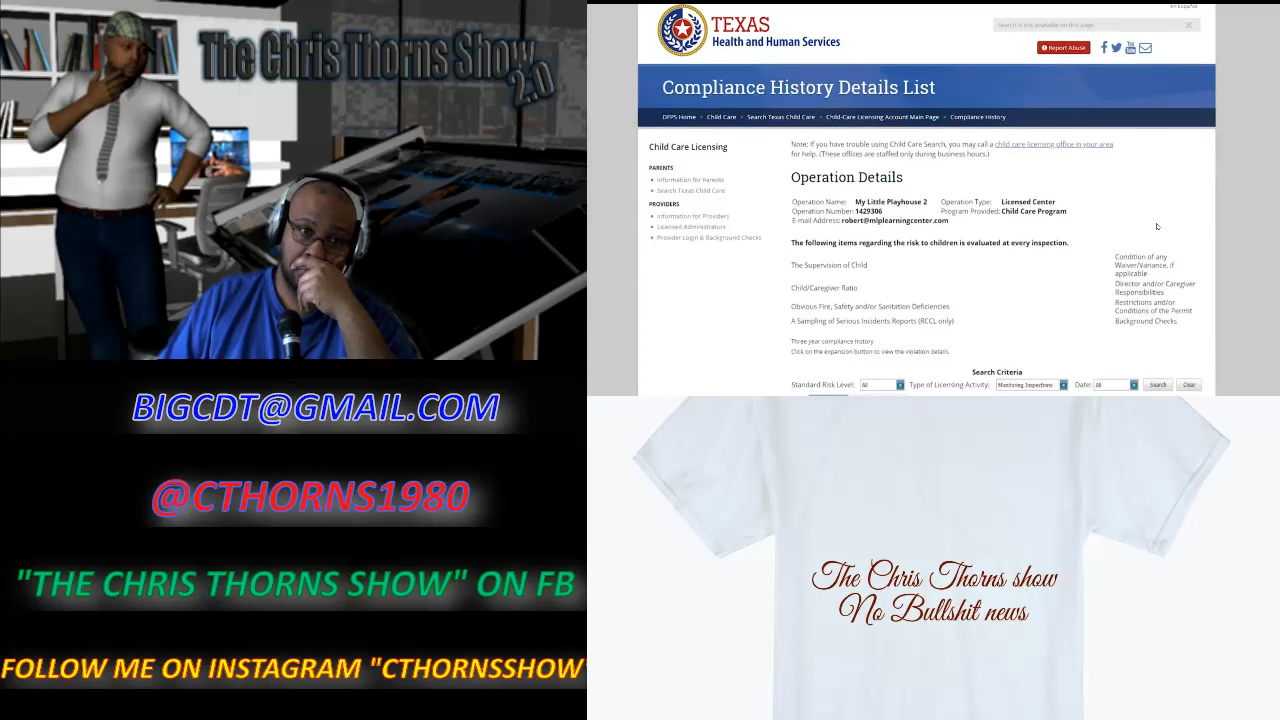 The Chris Thorns Show
2.0
BIGCDT@GMAIL.COM
@CTHORNS1980
"THE CHRIS THORNS SHOW" ON FB
FOLLOW ME ON INSTAGRAM "CTHORNSSHOW"
En Español
TEXAS
Health and Human Services
Search is not available on this page.
Report Abuse
Compliance History Details List
DFPS Home
Child Care
Search Texas Child Care
Child-Care Licensing Account Main Page
Compliance History
Child Care Licensing
PARENTS
Information for Parents
Search Texas Child Care
PROVIDERS
Information for Providers
Licensed Administrators
Provider Login & Background Checks
Note: If you have trouble using Child Care Search, you may call a child care licensing office in your area
for help. (These offices are staffed only during business hours.)
Operation Details
Operation Name: My Little Playhouse 2 Operation Type: Licensed Center
Operation Number: 1429306 Program Provided: Child Care Program
E-mail Address: robert@mlplearningcenter.com
The following items regarding the risk to children is evaluated at every inspection.
The Supervision of Child
Condition of any
Waiver/Variance, if
applicable
Child/Caregiver Ratio
Director and/or Caregiver
Responsibilities
Obvious Fire, Safety and/or Sanitation Deficiencies
Restrictions and/or
Conditions of the Permit
A Sampling of Serious Incidents Reports (RCCL only)
Background Checks
Three year compliance history
Click on the expansion button to view the violation details.
Search Criteria
Standard Risk Level: All Type of Licensing Activity: Monitoring Inspections Date: All Search Clear
The Chris Thorns show
No Bullshit news